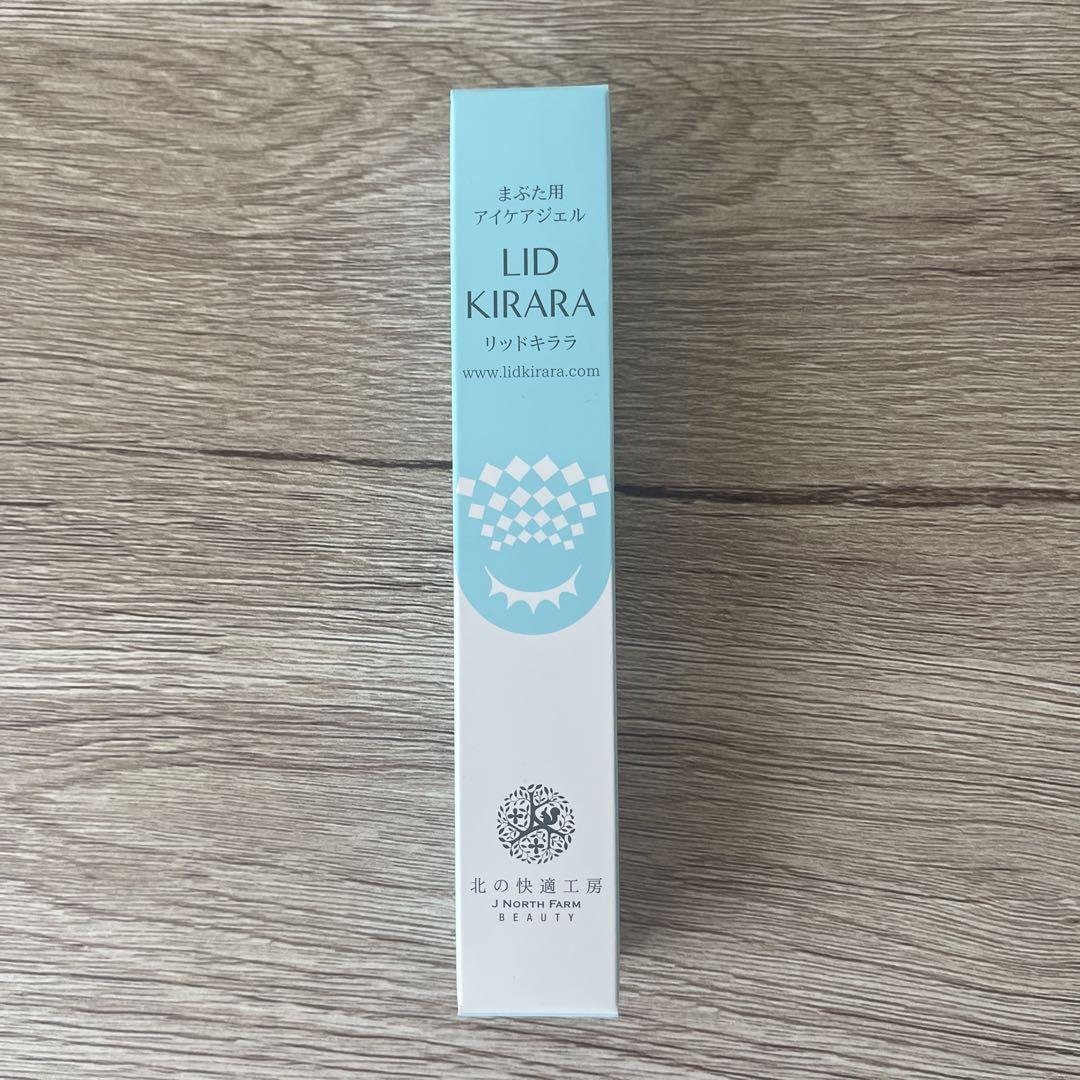 まぶた用
アイケアジェル
LID
KIRARA
リッドキララ
www.lidkirara.com
北の快適工房
J NORTH FARM
BEAUTY